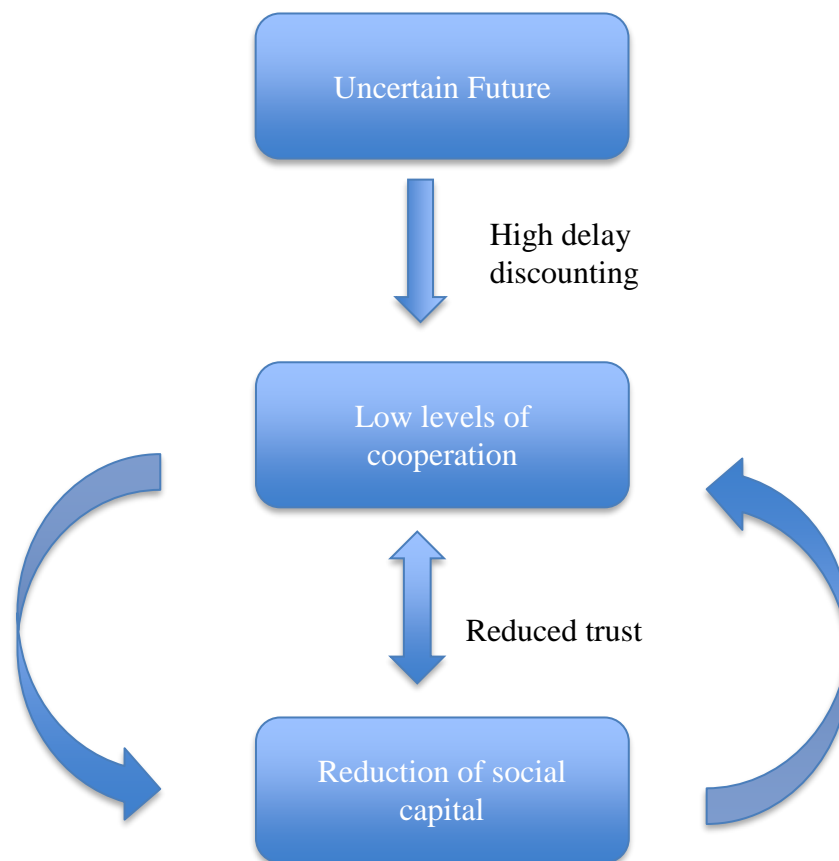 Uncertain Future
High delay
discounting
Low levels of
cooperation
Reduced trust
Reduction of social
capital